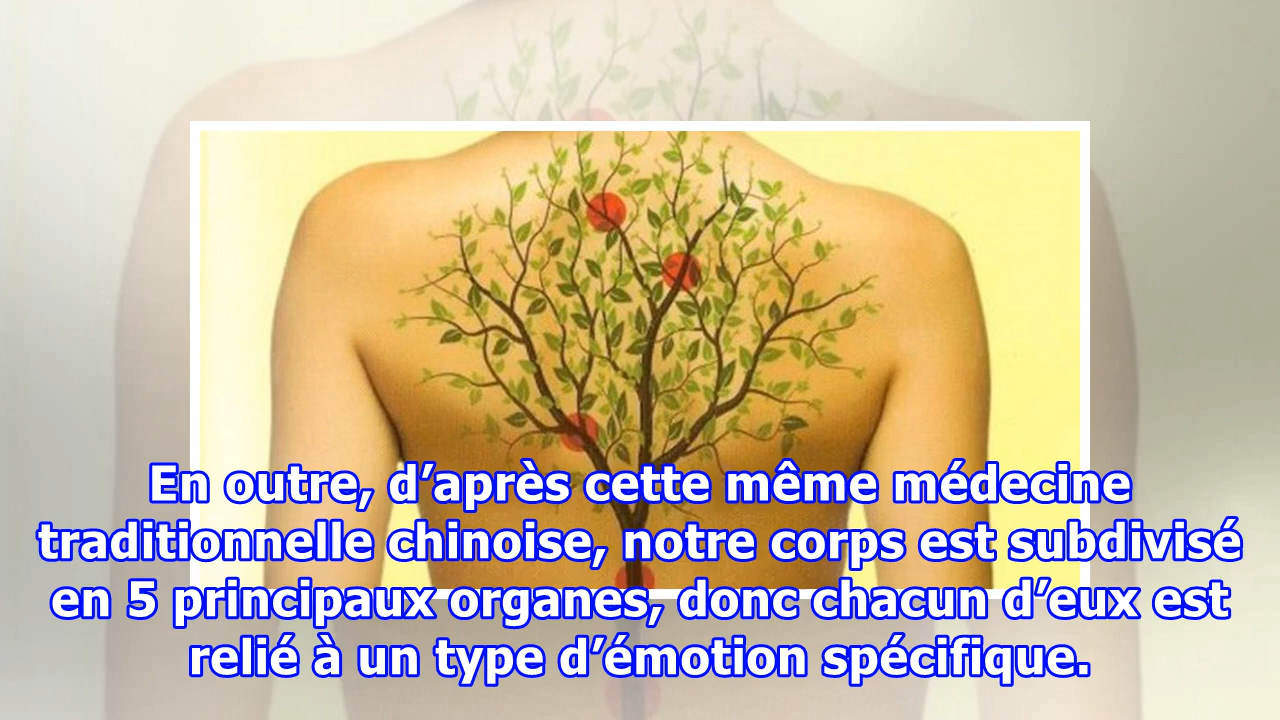 En outre, d’après cette même médecine
traditionnelle chinoise, notre corps est subdivisé
en 5 principaux organes, donc chacun d’eux est
relié à un type d’émotion spécifique.